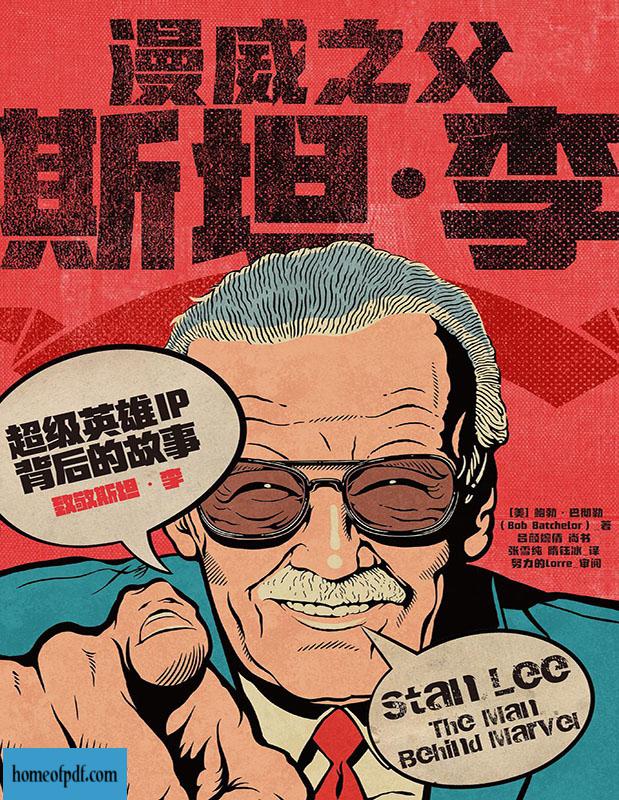 漫威之父
斯坦·李
超级英雄IP
背后的故事
致敬斯坦·李
[美] 鲍勃·巴彻勒
(Bob Batchelor) 著
吕颜婉倩 尚书
张雪纯 隋钰冰 译
努力的Lorre 审阅
Stan Lee
The Man
Behind Marvel
homeofpdf.com